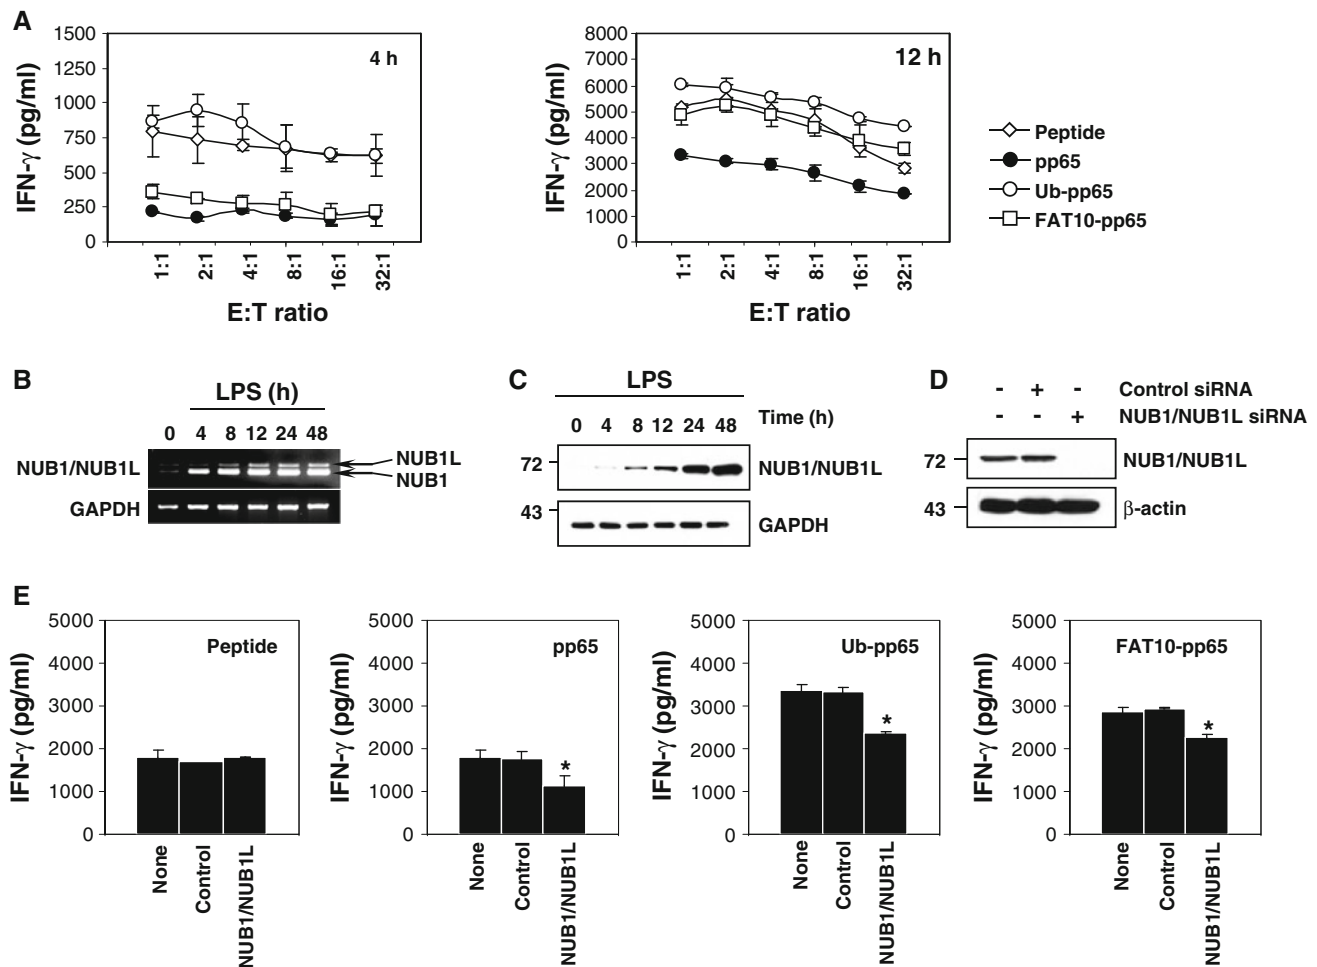 A
1500
1250
1000
750
500
250
0
IFN-γ (pg/ml)
4 h
1:1
2:1
4:1
8:1
16:1
32:1
E:T ratio
8000
7000
6000
5000
4000
3000
2000
1000
0
IFN-γ (pg/ml)
12 h
1:1
2:1
4:1
8:1
16:1
32:1
E:T ratio
Peptide
pp65
Ub-pp65
FAT10-pp65
B
LPS (h)
0 4 8 12 24 48
NUB1/NUB1L
NUB1L
NUB1
GAPDH
C
LPS
0 4 8 12 24 48 Time (h)
72
NUB1/NUB1L
43
GAPDH
D
- + - Control siRNA
- - + NUB1/NUB1L siRNA
72
NUB1/NUB1L
43
β-actin
E
5000
4000
3000
2000
1000
0
IFN-γ (pg/ml)
Peptide
None
Control
NUB1/NUB1L
5000
4000
3000
2000
1000
0
IFN-γ (pg/ml)
pp65
*
None
Control
NUB1/NUB1L
5000
4000
3000
2000
1000
0
IFN-γ (pg/ml)
Ub-pp65
*
None
Control
NUB1/NUB1L
5000
4000
3000
2000
1000
0
IFN-γ (pg/ml)
FAT10-pp65
*
None
Control
NUB1/NUB1L